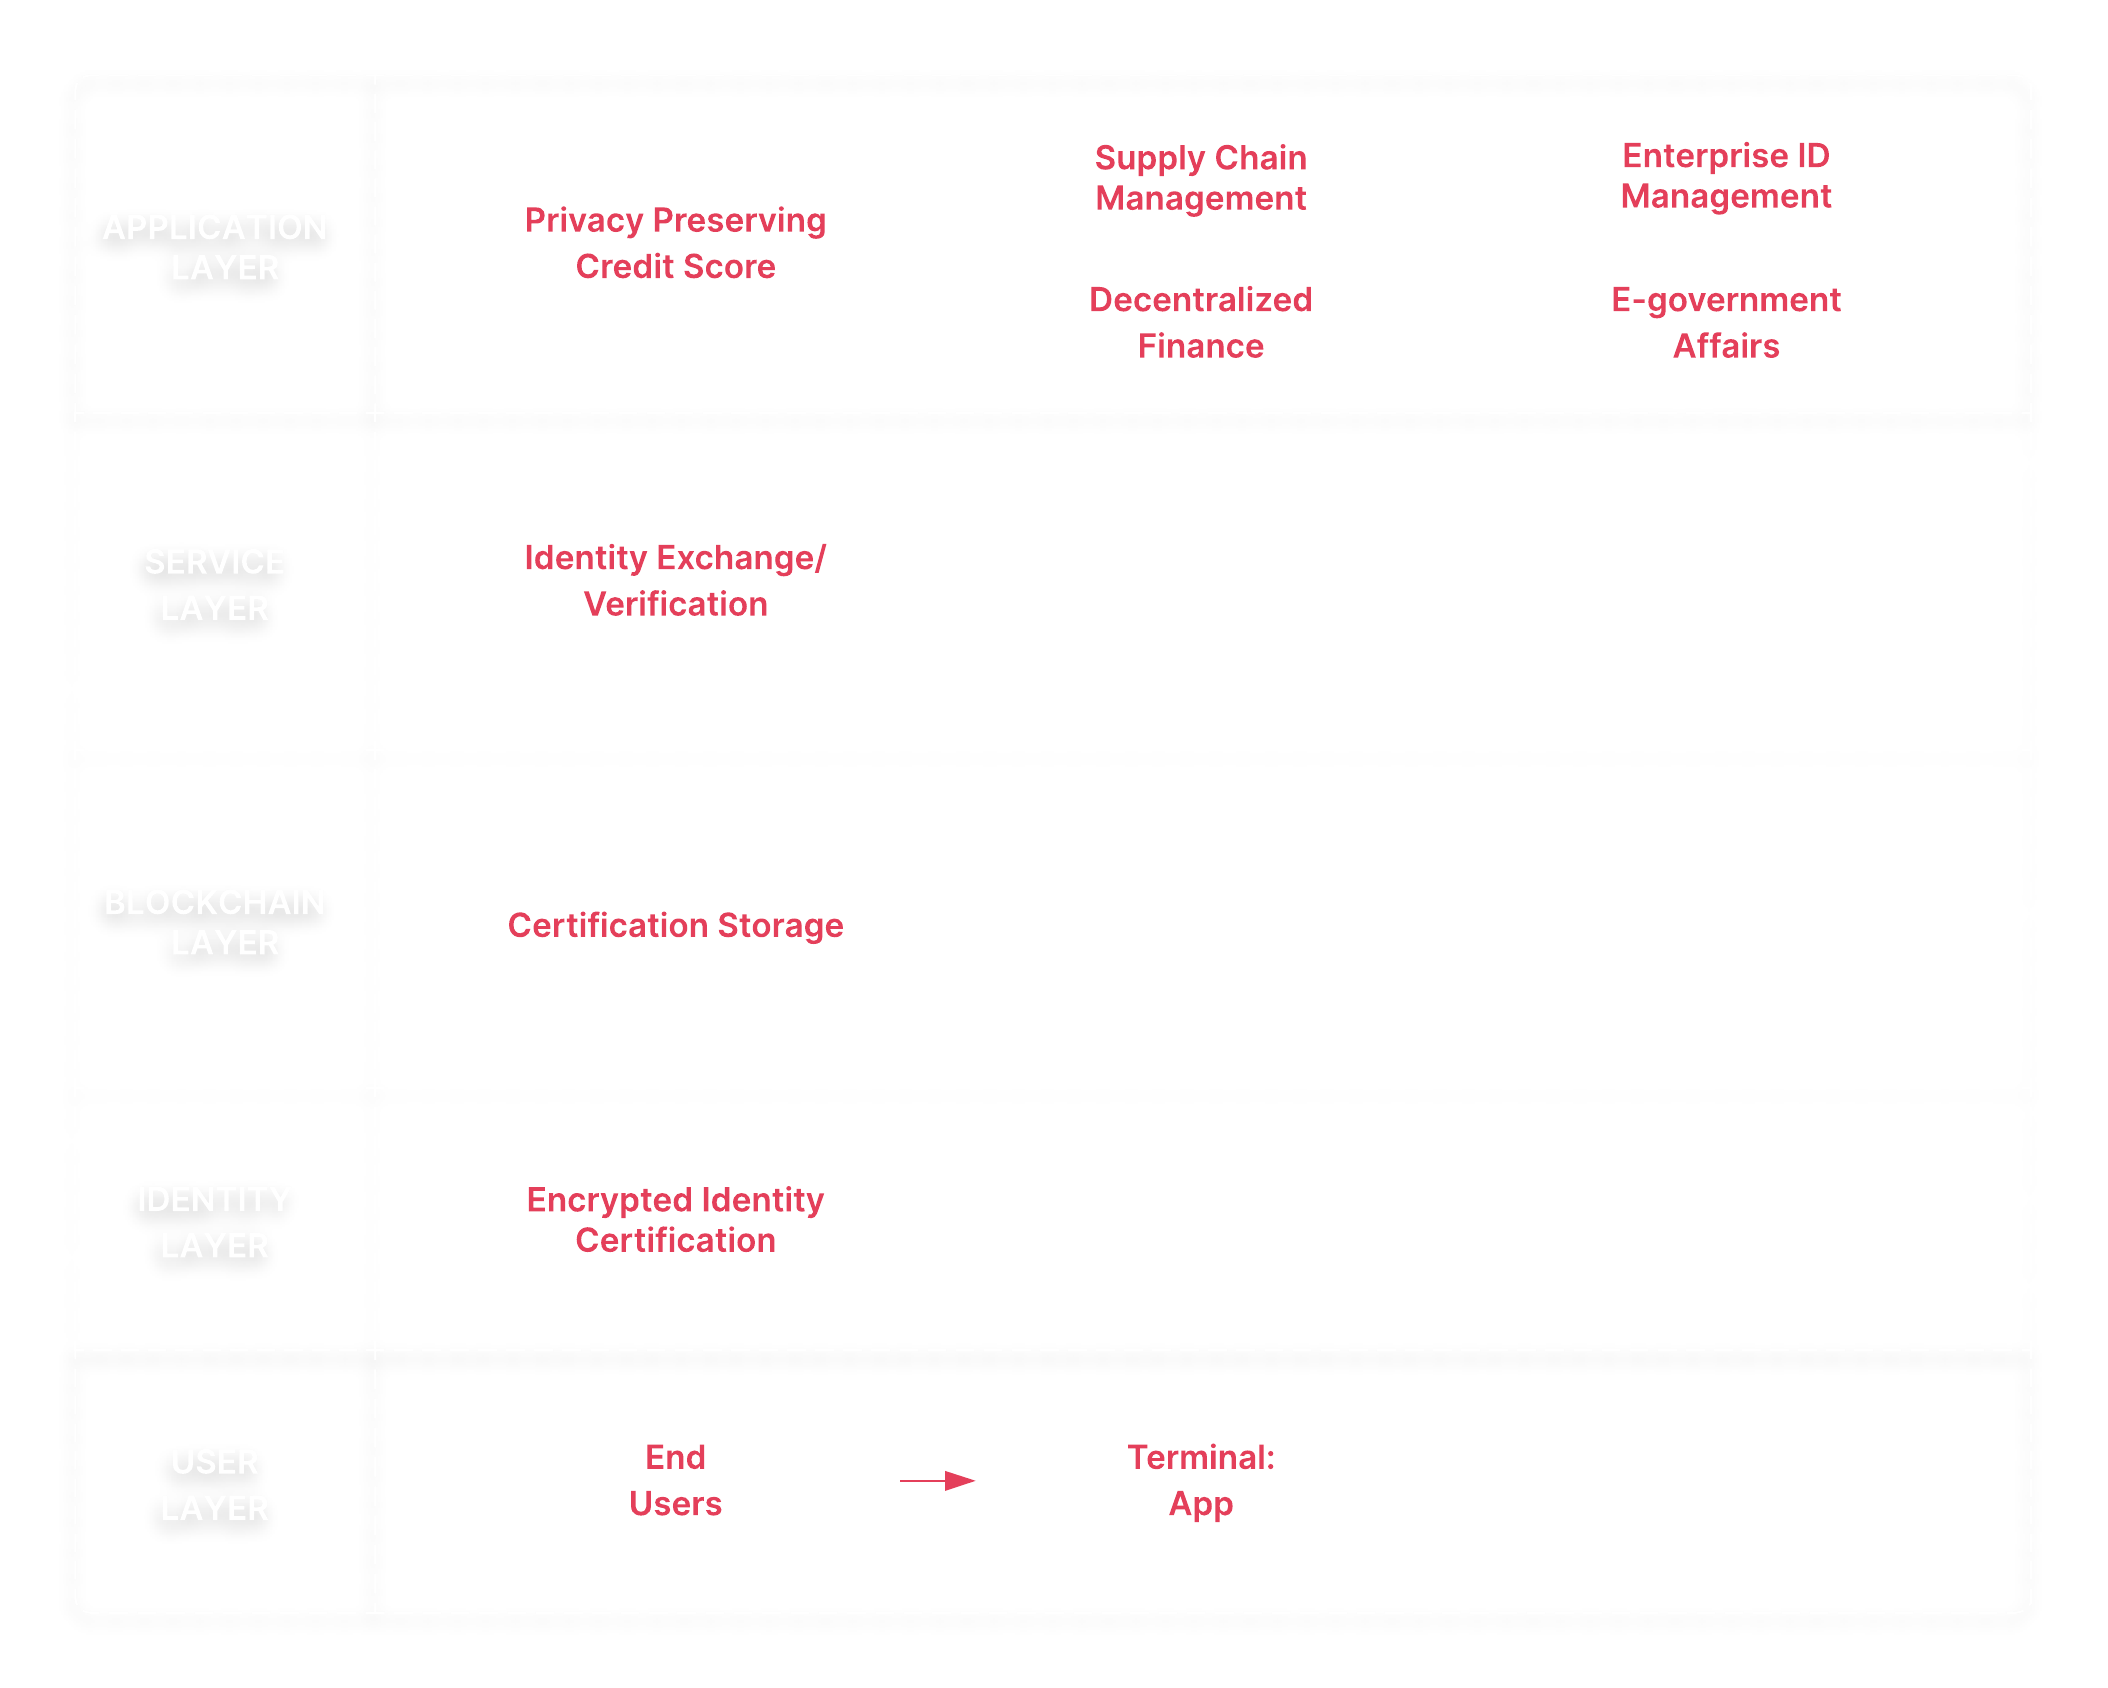 APPLICATION
LAYER
Privacy Preserving
Credit Score
Supply Chain
Management
Enterprise ID
Management
Decentralized
Finance
E-government
Affairs
SERVICE
LAYER
Identity Exchange/
Verification
BLOCKCHAIN
LAYER
Certification Storage
IDENTITY
LAYER
Encrypted Identity
Certification
USER
LAYER
End
Users
Terminal:
App